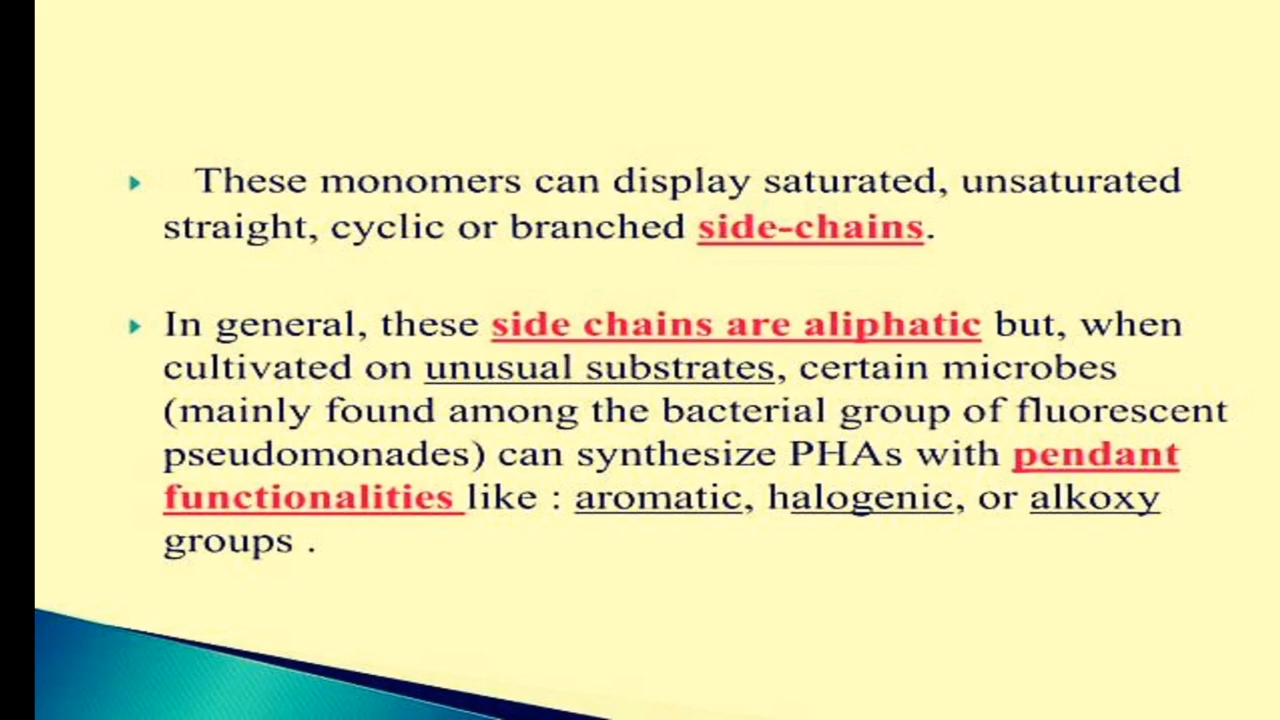 These monomers can display saturated, unsaturated
straight, cyclic or branched side-chains.
In general, these side chains are aliphatic but, when
cultivated on unusual substrates, certain microbes
(mainly found among the bacterial group of fluorescent
pseudomonades) can synthesize PHAs with pendant
functionalities like : aromatic, halogenic, or alkoxy
groups .